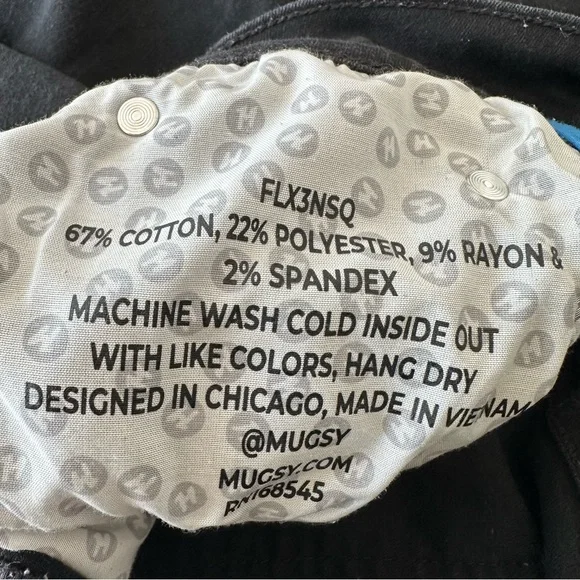 FLX3NSQ
67% COTTON, 22% POLYESTER, 9% RAYON &
2% SPANDEX
MACHINE WASH COLD INSIDE OUT
WITH LIKE COLORS, HANG DRY
DESIGNED IN CHICAGO, MADE IN VIETNAM
@MUGSY
MUGSY.COM
RN168545